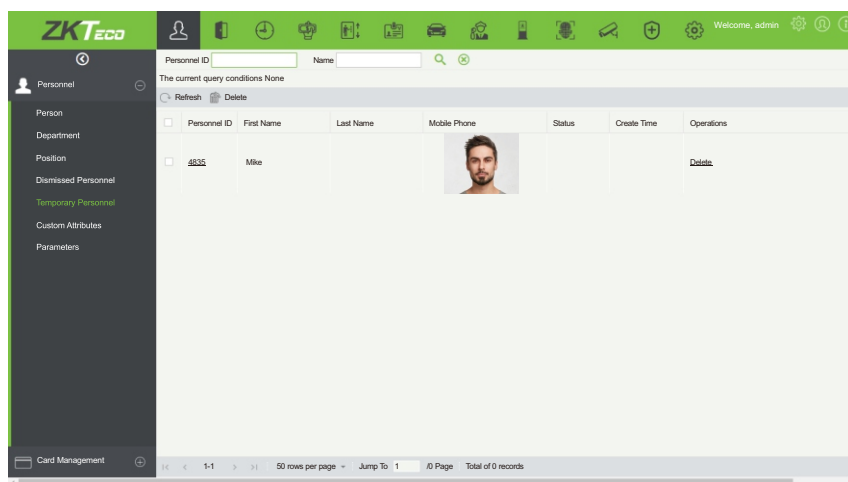 ZKTECO
Welcome, admin
Personnel
Person
Department
Position
Dismissed Personnel
Temporary Personnel
Custom Attributes
Parameters
Card Management
Personnel ID Name
The current query conditions None
Refresh Delete
Personnel ID First Name Last Name Mobile Phone Status Create Time Operations
4835 Mike Delete
1-1 50 rows per page Jump To 1 /0 Page Total of 0 records